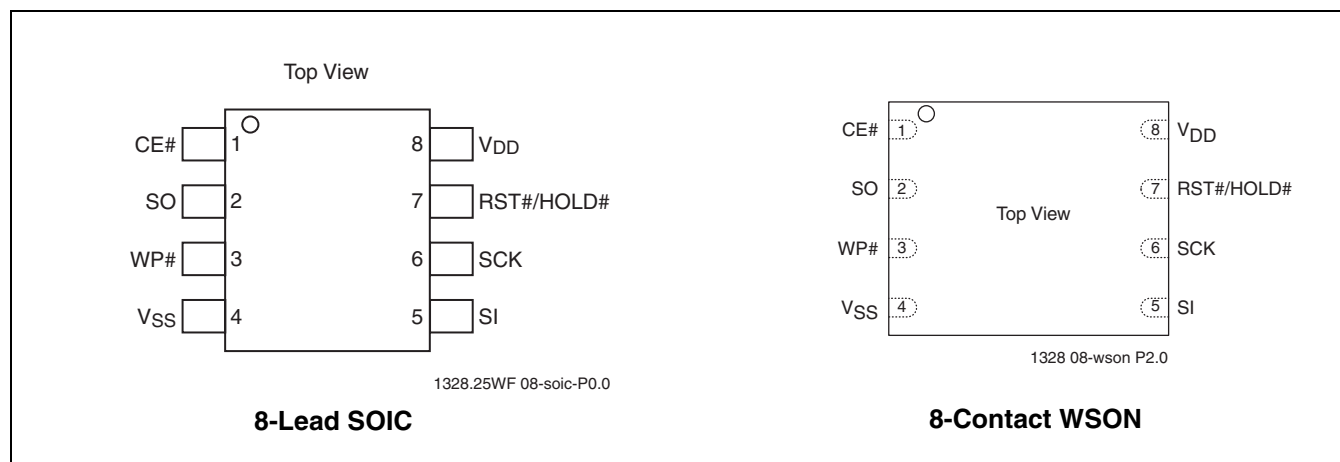 Top View
CE# 1 8 VDD
SO 2 7 RST#/HOLD#
WP# 3 6 SCK
VSS 4 5 SI
1328.25WF 08-soic-P0.0
8-Lead SOIC
CE# 1 8 VDD
SO 2 7 RST#/HOLD#
Top View
WP# 3 6 SCK
VSS 4 5 SI
1328 08-wson P2.0
8-Contact WSON